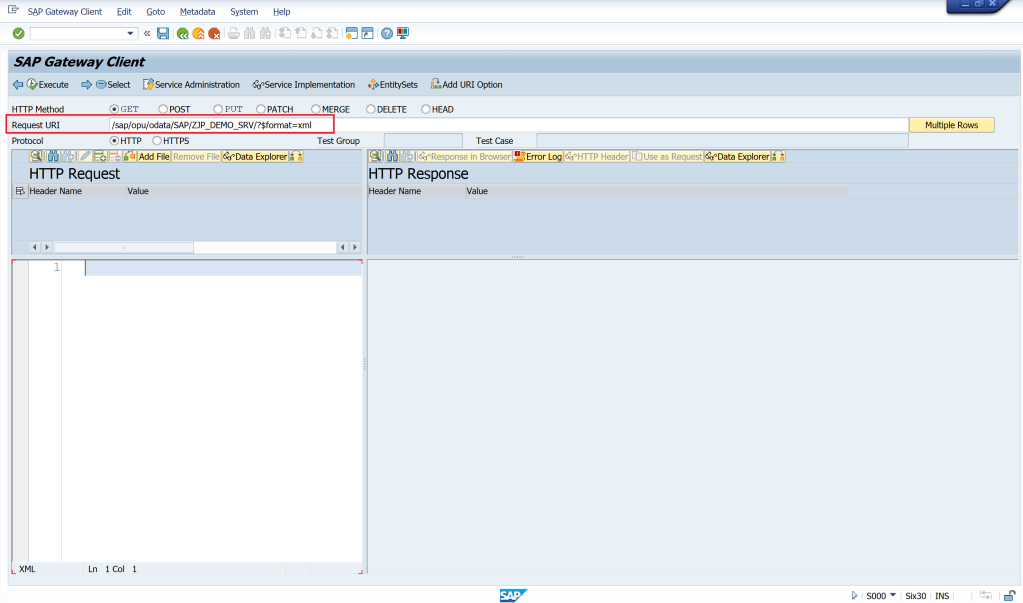 SAP Gateway Client Edit Goto Metadata System Help
«
SAP Gateway Client
Execute Select Service Administration Service Implementation EntitySets Add URI Option
HTTP Method GET POST PUT PATCH MERGE DELETE HEAD
Request URI /sap/opu/odata/SAP/ZJP_DEMO_SRV/?$format=xml Multiple Rows
Protocol HTTP HTTPS Test Group Test Case
Add File Remove File Data Explorer Response in Browser Error Log HTTP Header Use as Request Data Explorer
HTTP Request HTTP Response
Header Name Value Header Name Value
1
XML Ln 1 Col 1
SAP S000 Six30 INS